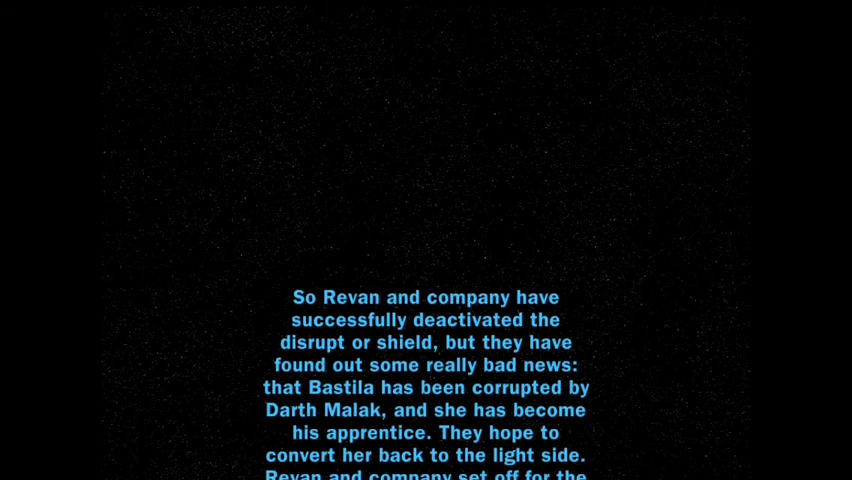 So Revan and company have
successfully deactivated the
disrupt or shield, but they have
found out some really bad news:
that Bastila has been corrupted by
Darth Malak, and she has become
his apprentice. They hope to
convert her back to the light side.
Revan and company set off for the